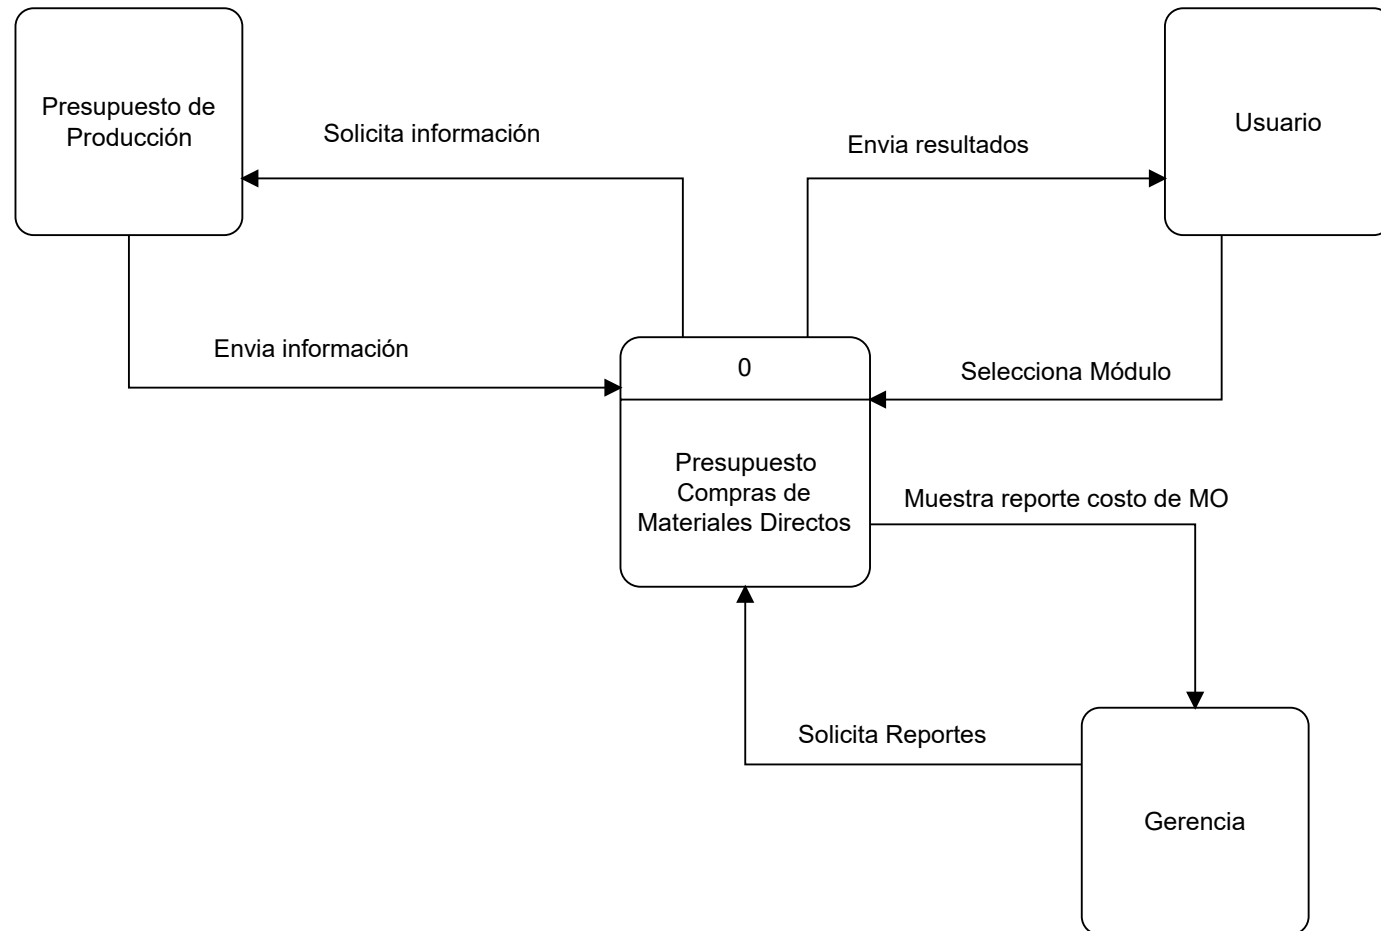 Presupuesto de
Producción
Solicita información
Envia resultados
Usuario
Envia información
0
Selecciona Módulo
Presupuesto
Compras de
Materiales Directos
Muestra reporte costo de MO
Solicita Reportes
Gerencia